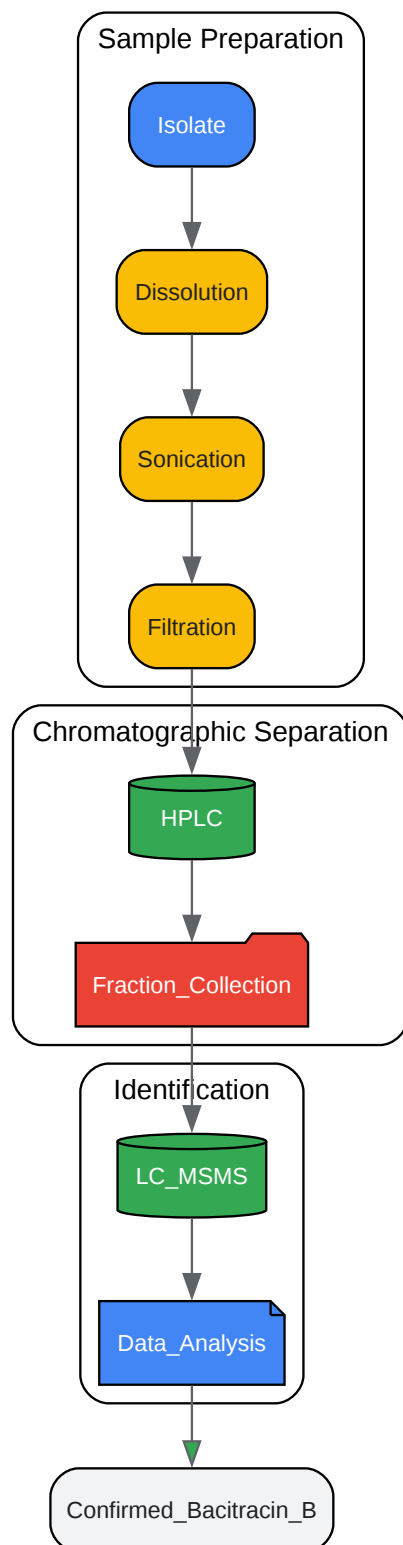 Sample Preparation
Isolate
Dissolution
Sonication
Filtration
Chromatographic Separation
HPLC
Fraction_Collection
Identification
LC_MSMS
Data_Analysis
Confirmed_Bacitracin_B